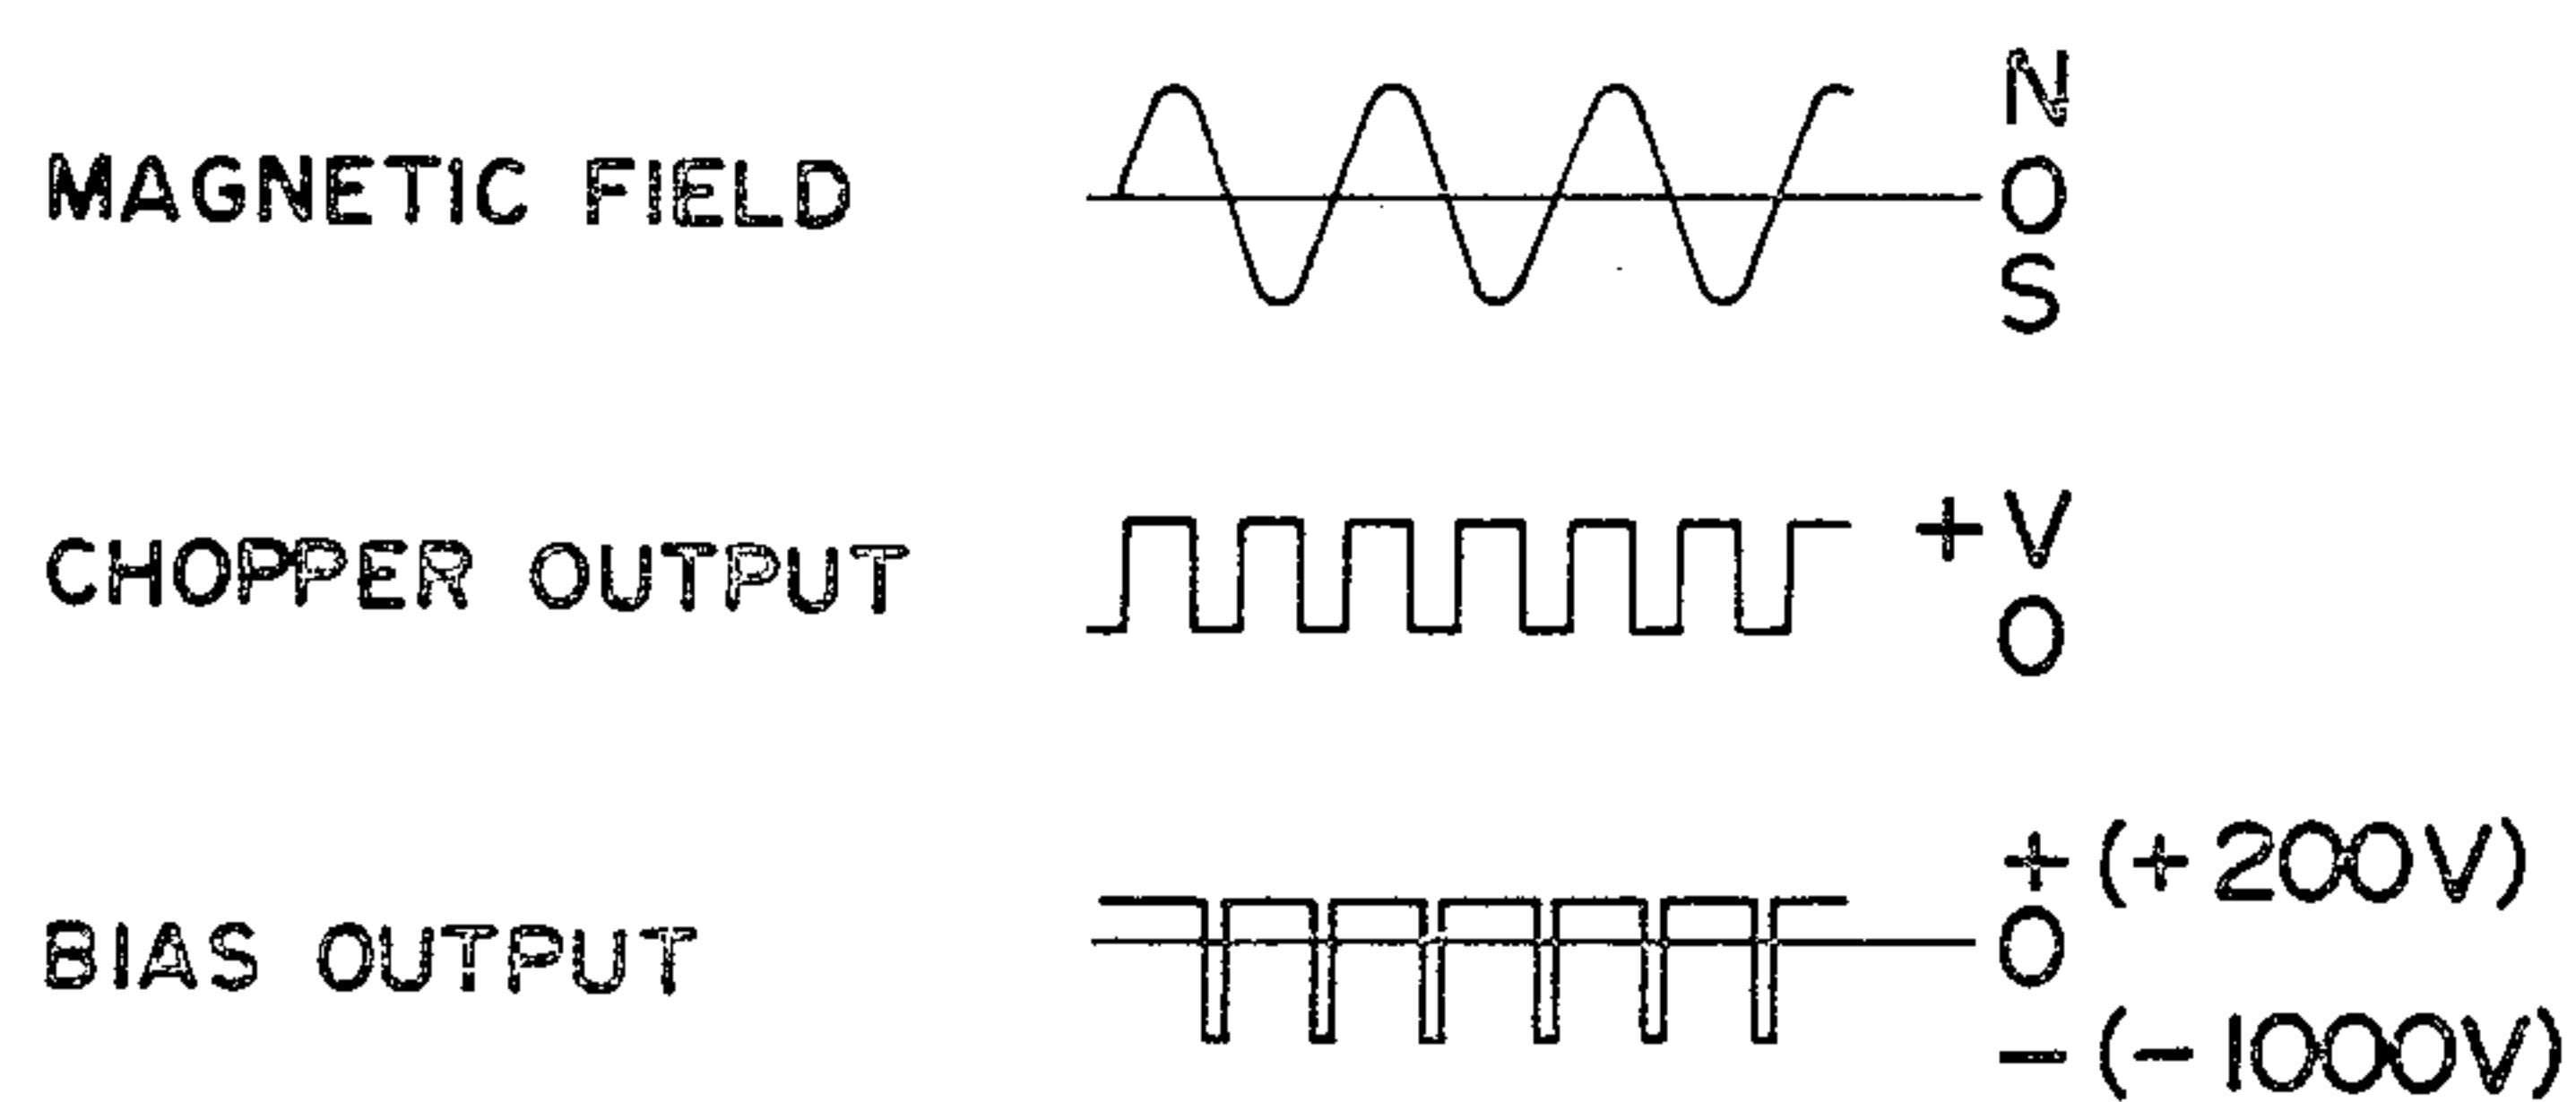 MAGNETIC FIELD
N
O
S
CHOPPER OUTPUT
+V
O
BIAS OUTPUT
+ (+200V)
O
- (-1000V)